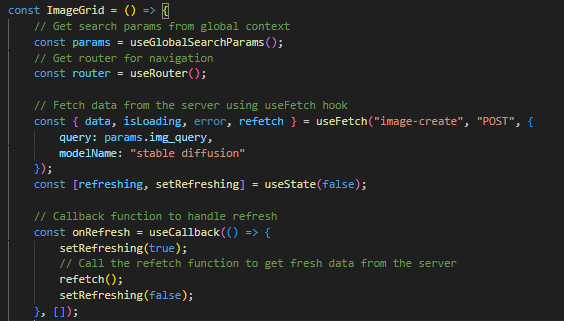 const ImageGrid = () => {
// Get search params from global context
const params = useGlobalSearchParams();
// Get router for navigation
const router = useRouter();
// Fetch data from the server using useFetch hook
const { data, isLoading, error, refetch } = useFetch("image-create", "POST", {
query: params.img_query,
modelName: "stable diffusion"
});
const [refreshing, setRefreshing] = useState(false);
// Callback function to handle refresh
const onRefresh = useCallback(() => {
setRefreshing(true);
// Call the refetch function to get fresh data from the server
refetch();
setRefreshing(false);
}, []);